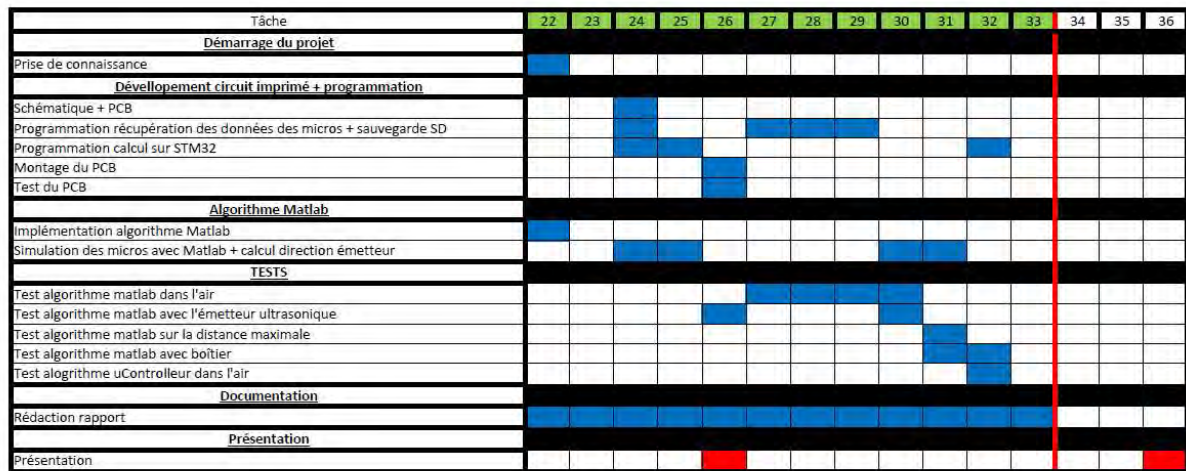 Tâche 22 23 24 25 26 27 28 29 30 31 32 33 34 35 36
Démarrage du projet
Prise de connaissance
Dévellopement circuit imprimé + programmation
Schématique + PCB
Programmation récupération des données des micros + sauvegarde SD
Programmation calcul sur STM32
Montage du PCB
Test du PCB
Algorithme Matlab
Implémentation algorithme Matlab
Simulation des micros avec Matlab + calcul direction émetteur
TESTS
Test algorithme matlab dans l'air
Test algorithme matlab avec l'émetteur ultrasonique
Test algorithme matlab sur la distance maximale
Test algorithme matlab avec boîtier
Test alogrithme uControlleur dans l'air
Documentation
Rédaction rapport
Présentation
Présentation